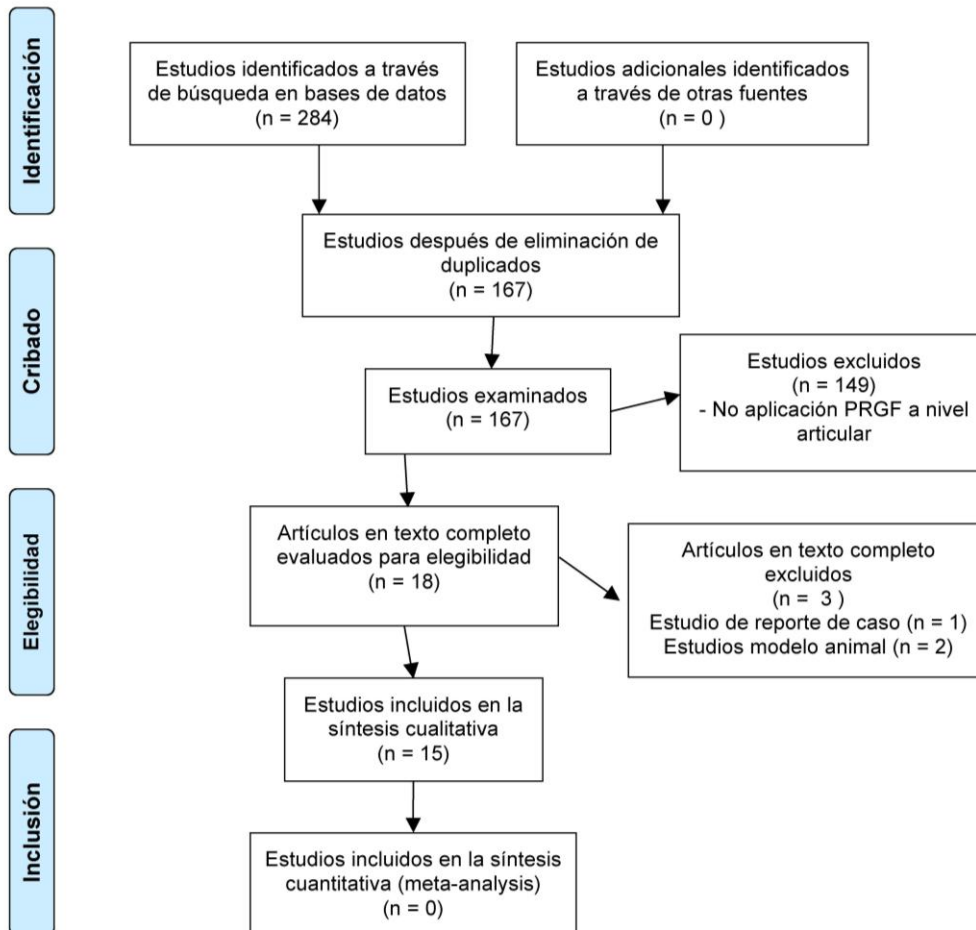 Identificación
Estudios identificados a través
de búsqueda en bases de datos
(n = 284)
Estudios adicionales identificados
a través de otras fuentes
(n = 0 )
Estudios después de eliminación de
duplicados
(n = 167)
Cribado
Estudios examinados
(n = 167)
Estudios excluidos
(n = 149)
- No aplicación PRGF a nivel
articular
Elegibilidad
Artículos en texto completo
evaluados para elegibilidad
(n = 18)
Artículos en texto completo
excluidos
(n = 3 )
Estudio de reporte de caso (n = 1)
Estudios modelo animal (n = 2)
Estudios incluidos en la
síntesis cualitativa
(n = 15)
Inclusión
Estudios incluidos en la síntesis
cuantitativa (meta-analysis)
(n = 0)